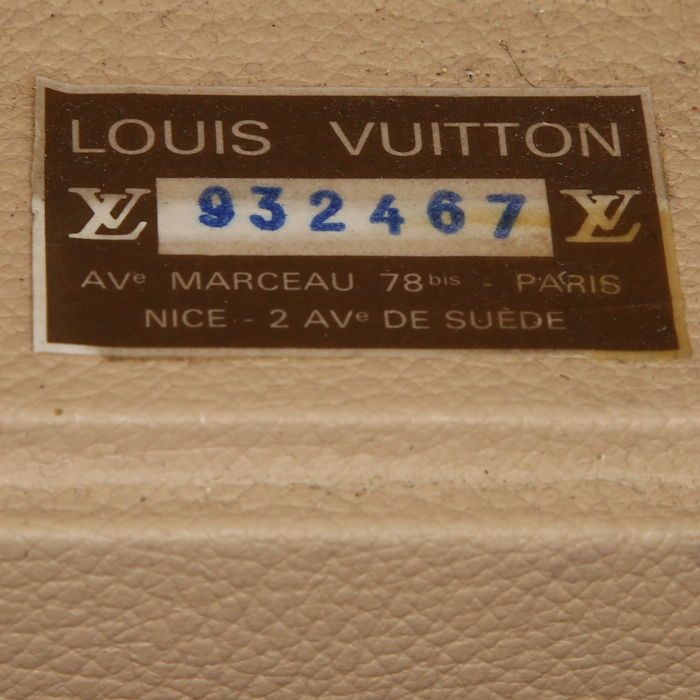 LOUIS VUITTON
LV 932467 LV
AVe MARCEAU 78bis - PARIS
NICE - 2 AVe DE SUÈDE